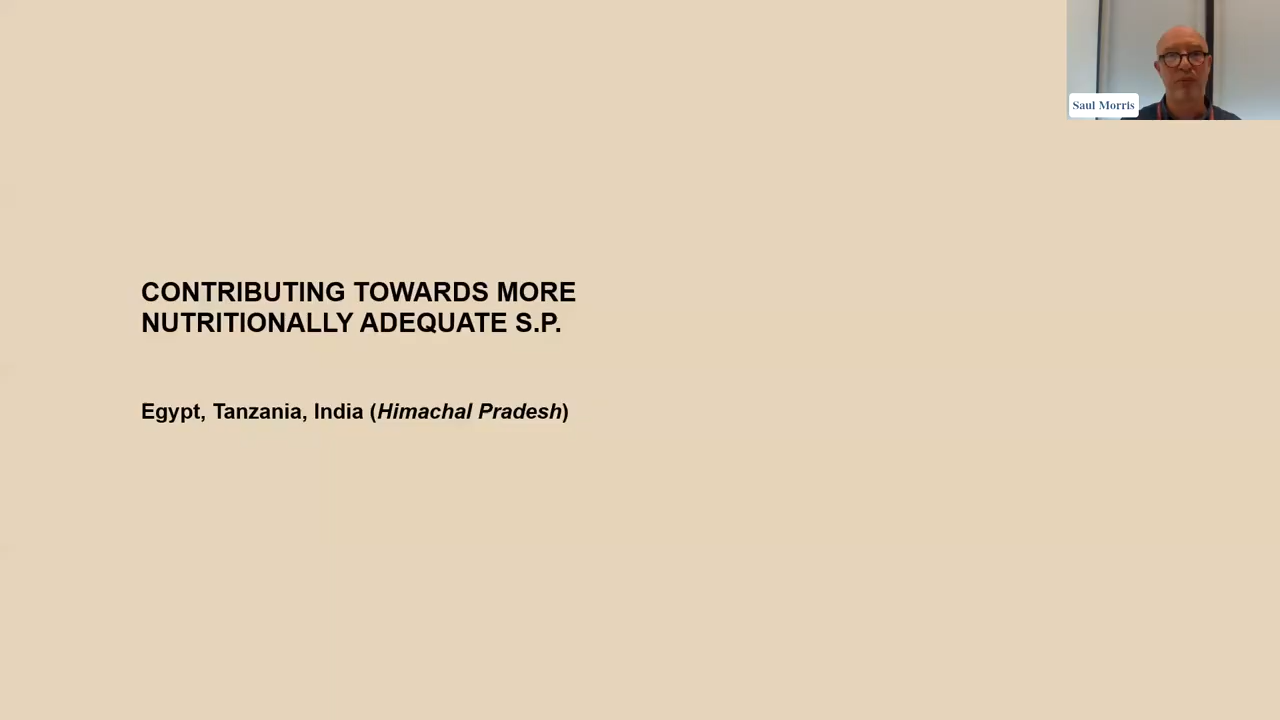 Saul Morris
CONTRIBUTING TOWARDS MORE
NUTRITIONALLY ADEQUATE S.P.
Egypt, Tanzania, India (Himachal Pradesh)